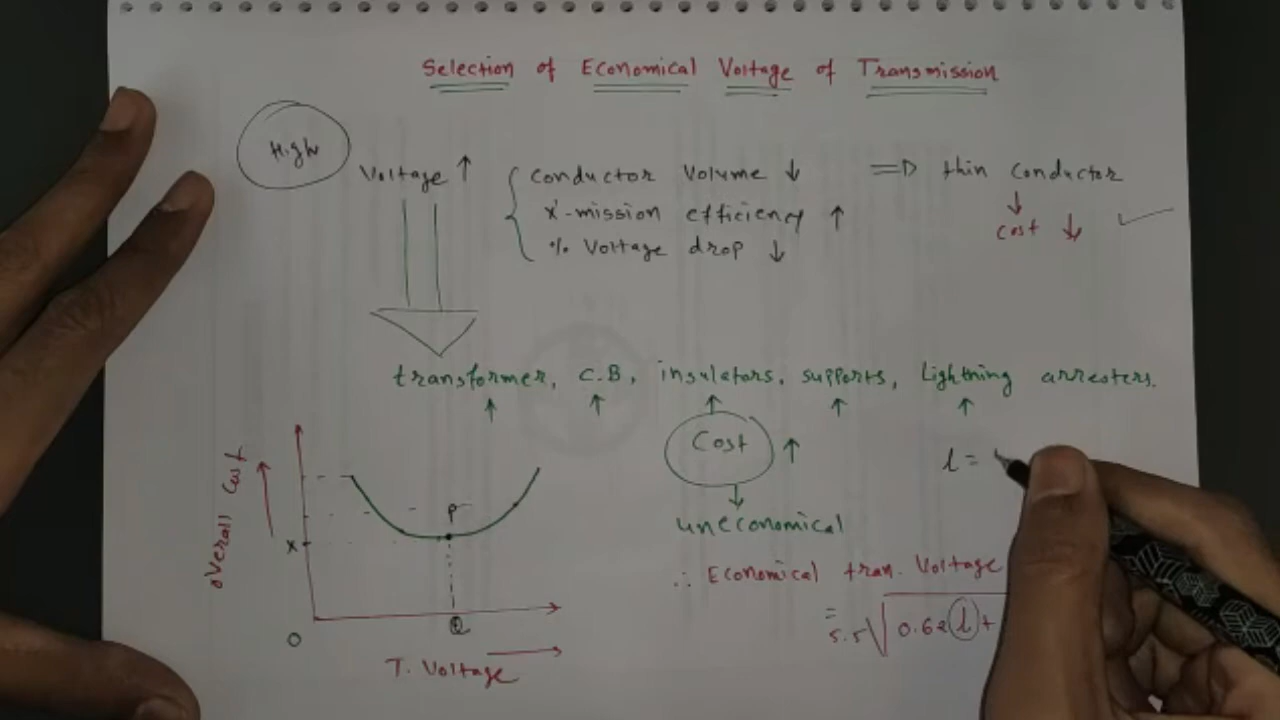 Selection of Economical Voltage of Transmission
High
Voltage ↑
conductor volume ↓ ⇒ thin conductor
x'-mission efficiency ↑
↓ cost ↓ ✓
% Voltage drop ↓
transformer, C.B, insulators, supports, Lightning arresters.
↑ ↑ ↑ ↑ ↑
Cost ↑
l =
↓
uneconomical
∴ Economical tran. Voltage
= 5.5√0.62 l +
overall cost
P
X
O
Q
T. Voltage →